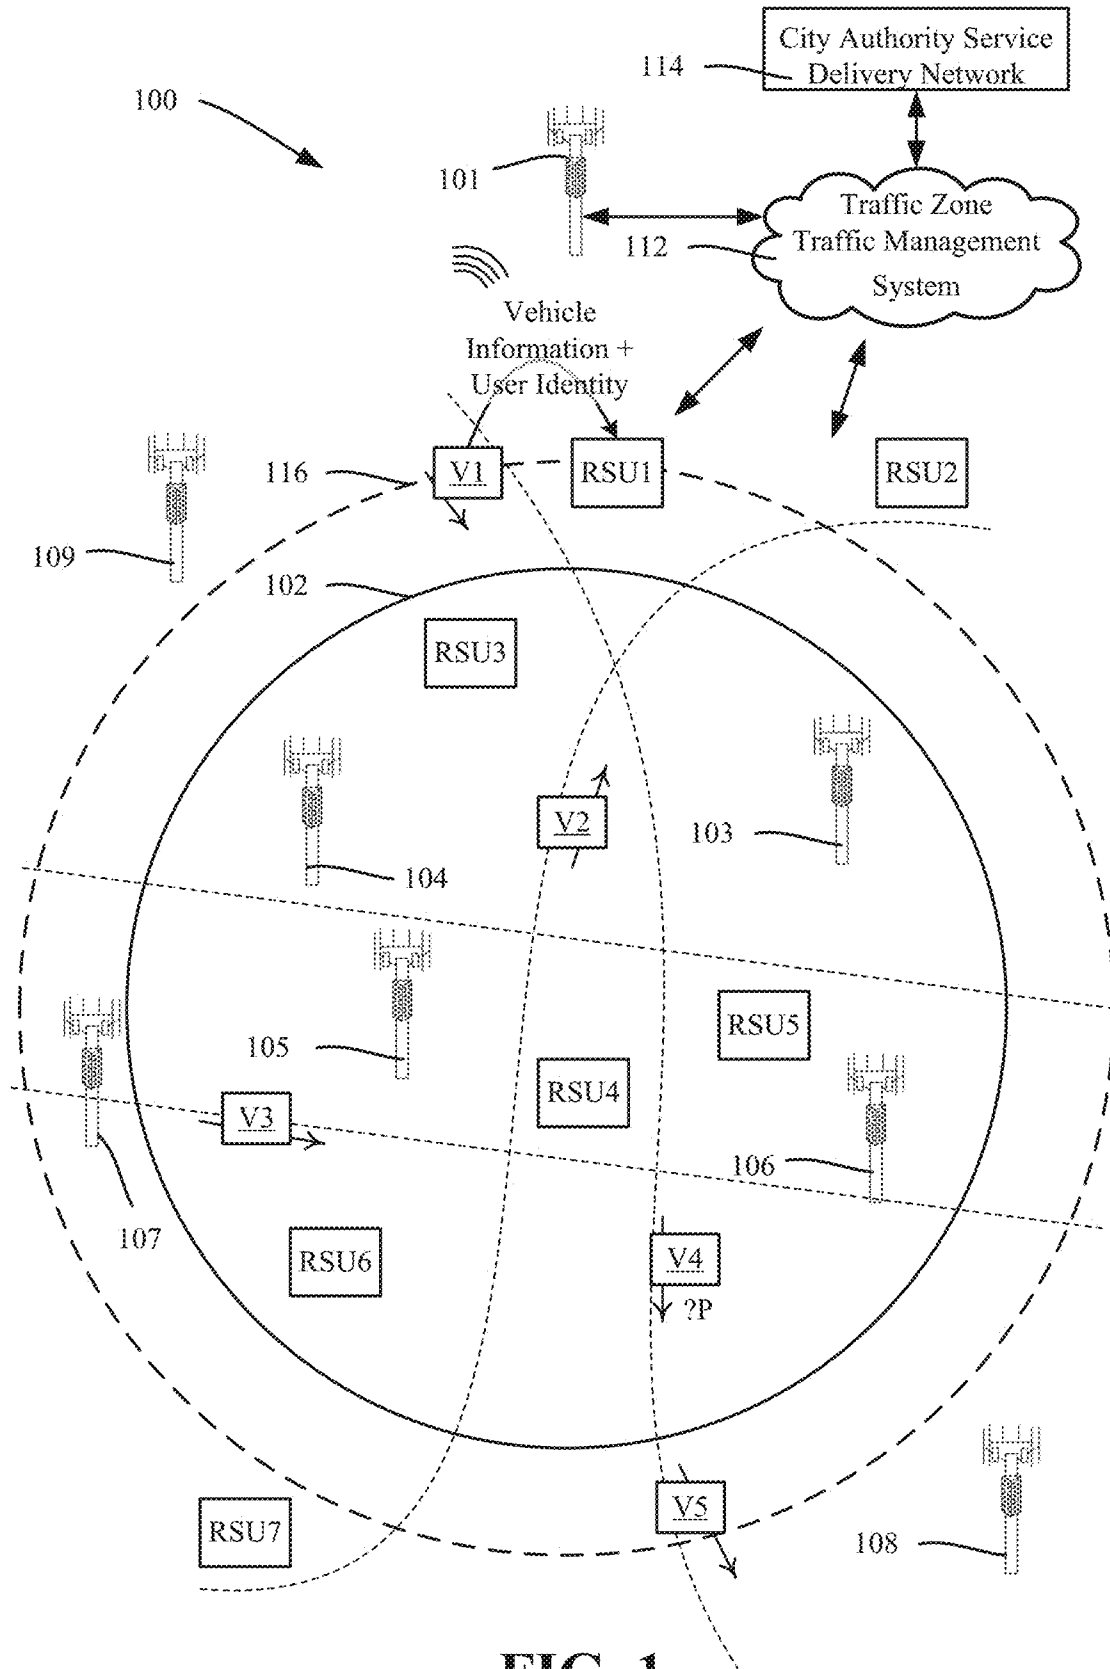 City Authority Service
Delivery Network
114
100
101
Traffic Zone
Traffic Management
System
112
Vehicle
Information +
User Identity
V1
RSU1
RSU2
116
109
102
RSU3
V2
103
104
RSU5
105
RSU4
V3
106
107
RSU6
V4
?P
V5
RSU7
108
FIG. 1